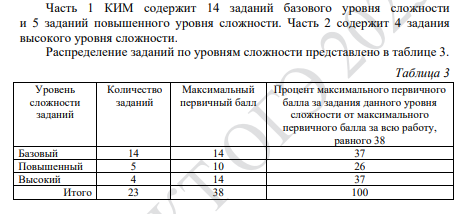 Часть 1 КИМ содержит 14 заданий базового уровня сложности
и 5 заданий повышенного уровня сложности. Часть 2 содержит 4 задания
высокого уровня сложности.
Распределение заданий по уровням сложности представлено в таблице 3.
Таблица 3
Уровень сложности заданий | Количество заданий | Максимальный первичный балл | Процент максимального первичного балла за задания данного уровня сложности от максимального первичного балла за всю работу, равного 38
Базовый 14 14 37
Повышенный 5 10 26
Высокий 4 14 37
Итого 23 38 100